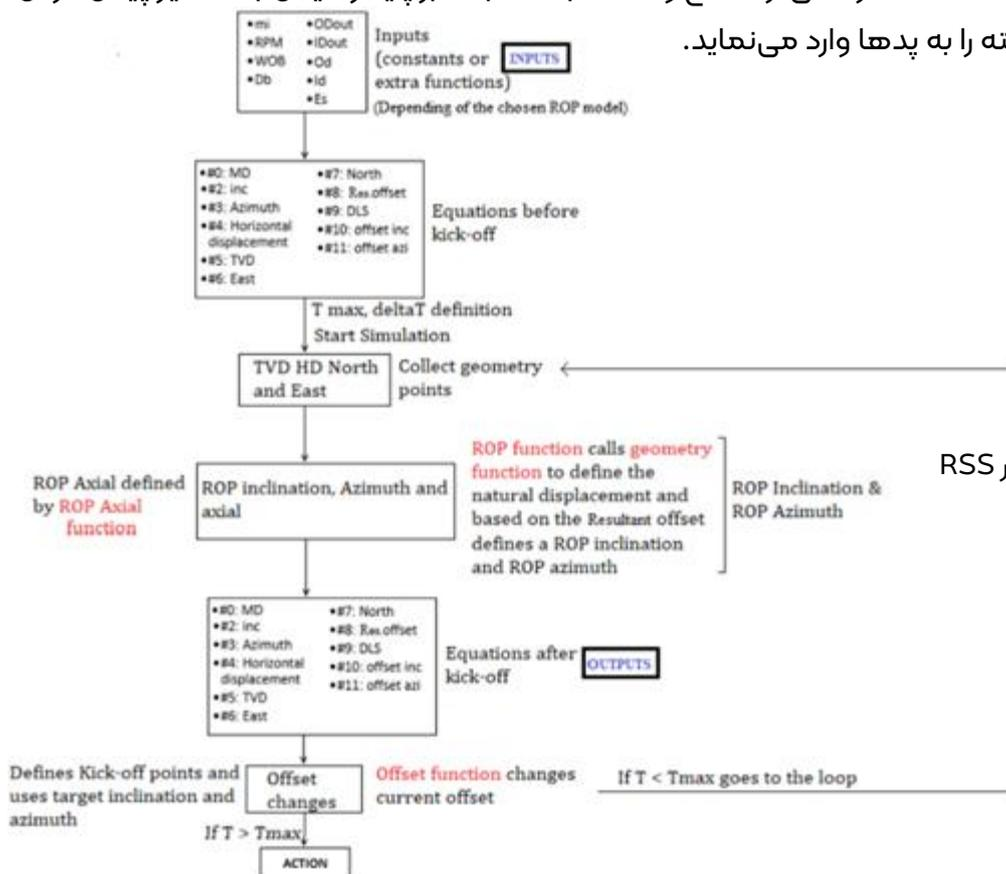 ته را به پدها وارد می‌نماید.
•mi
•RPM
•WOB
•Db
•ODout
•IDout
•Od
•Id
•Es
Inputs
(constants or INPUTS
extra functions)
(Depending of the chosen ROP model)
•#0: MD
•#2: inc
•#3: Azimuth
•#4: Horizontal
displacement
•#5: TVD
•#6: East
•#7: North
•#8: Res.offset
•#9: DLS
•#10: offset inc
•#11: offset azi
Equations before
kick-off
T max, deltaT definition
Start Simulation
TVD HD North
and East
Collect geometry
points
ROP Axial defined
by ROP Axial
function
ROP inclination, Azimuth and
axial
ROP function calls geometry
function to define the
natural displacement and
based on the Resultant offset
defines a ROP inclination
and ROP azimuth
ROP Inclination &
ROP Azimuth
ر RSS
•#0: MD
•#2: inc
•#3: Azimuth
•#4: Horizontal
displacement
•#5: TVD
•#6: East
•#7: North
•#8: Res.offset
•#9: DLS
•#10: offset inc
•#11: offset azi
Equations after
kick-off
OUTPUTS
Defines Kick-off points and
uses target inclination and
azimuth
Offset
changes
Offset function changes
current offset
If T < Tmax goes to the loop
If T > Tmax
ACTION